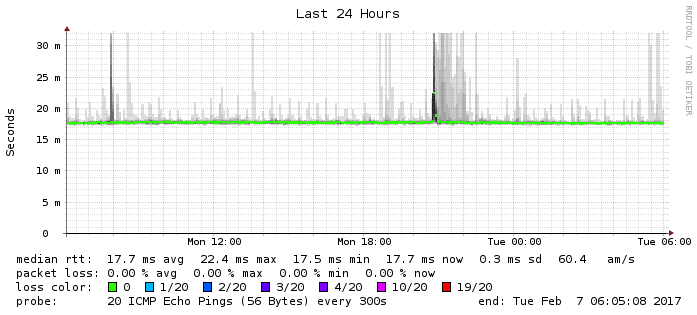 Last 24 Hours
RRDTOOL / TOBI OETIKER
Seconds
30 m
25 m
20 m
15 m
10 m
5 m
0
Mon 12:00 Mon 18:00 Tue 00:00 Tue 06:00
median rtt: 17.7 ms avg 22.4 ms max 17.5 ms min 17.7 ms now 0.3 ms sd 60.4 am/s
packet loss: 0.00 % avg 0.00 % max 0.00 % min 0.00 % now
loss color: 0 1/20 2/20 3/20 4/20 10/20 19/20
probe: 20 ICMP Echo Pings (56 Bytes) every 300s end: Tue Feb 7 06:05:08 2017